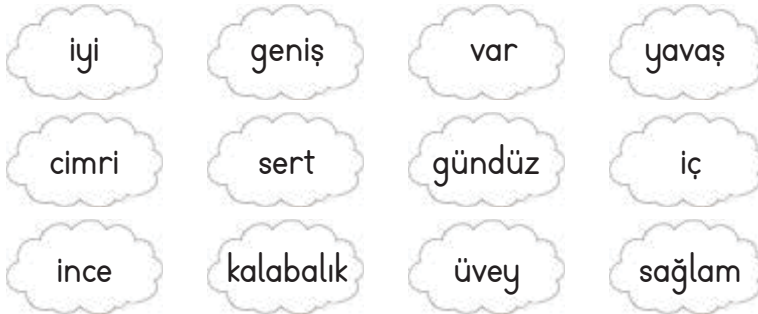 iyi geniş var yavaş
cimri sert gündüz iç
ince kalabalık üvey sağlam